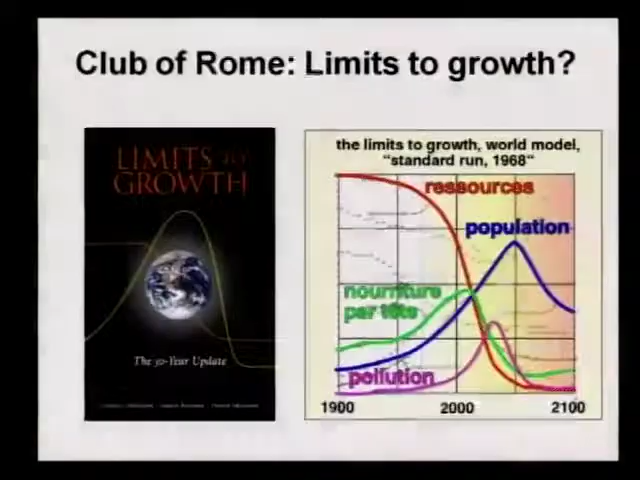 Club of Rome: Limits to growth?
LIMITS TO
GROWTH
The 30-Year Update
the limits to growth, world model,
"standard run, 1968"
ressources
population
nourriture
par tête
pollution
1900 2000 2100